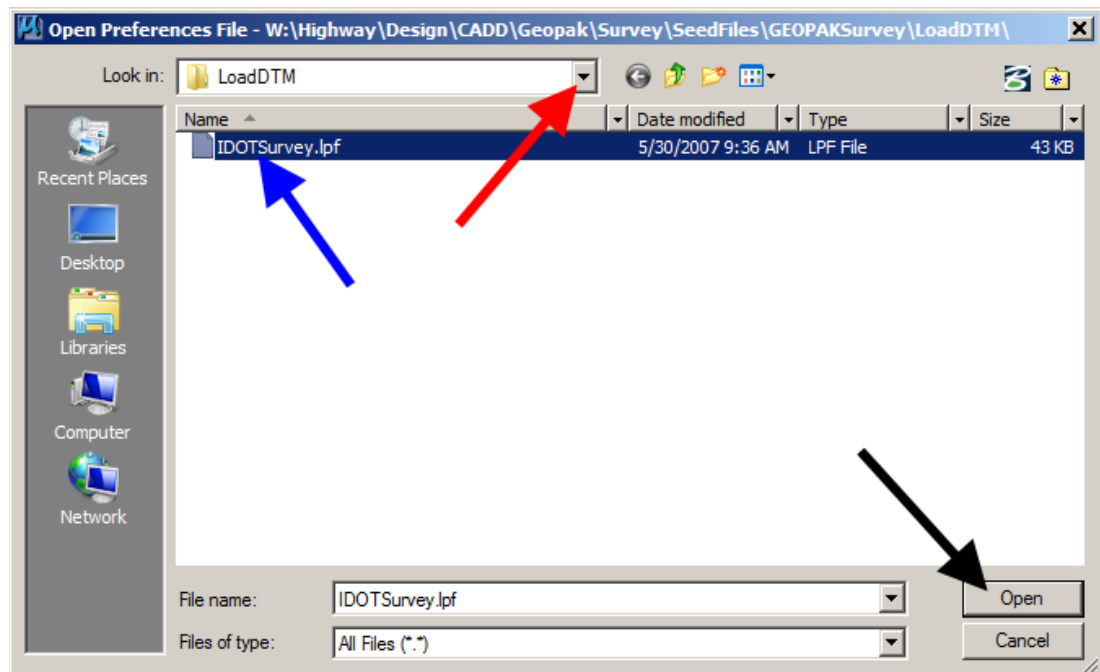 Open Preferences File - W:\Highway\Design\CADD\Geopak\Survey\SeedFiles\GEOPAKSurvey\LoadDTM\
Look in: LoadDTM
Name Date modified Type Size
IDOTSurvey.lpf 5/30/2007 9:36 AM LPF File 43 KB
Recent Places
Desktop
Libraries
Computer
Network
File name: IDOTSurvey.lpf Open
Files of type: All Files (*.*) Cancel